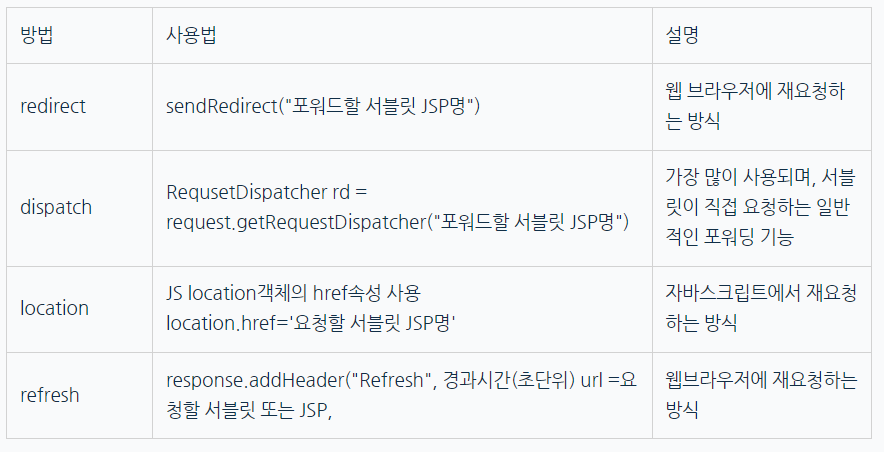 방법 사용법 설명
redirect sendRedirect("포워드할 서블릿 JSP명") 웹 브라우저에 재요청하
는 방식
dispatch RequsetDispatcher rd =
request.getRequestDispatcher("포워드할 서블릿 JSP명") 가장 많이 사용되며, 서블
릿이 직접 요청하는 일반
적인 포워딩 기능
location JS location객체의 href속성 사용
location.href='요청할 서블릿 JSP명' 자바스크립트에서 재요청
하는 방식
refresh response.addHeader("Refresh", 경과시간(초단위) url =요
청할 서블릿 또는 JSP, 웹브라우저에 재요청하는
방식